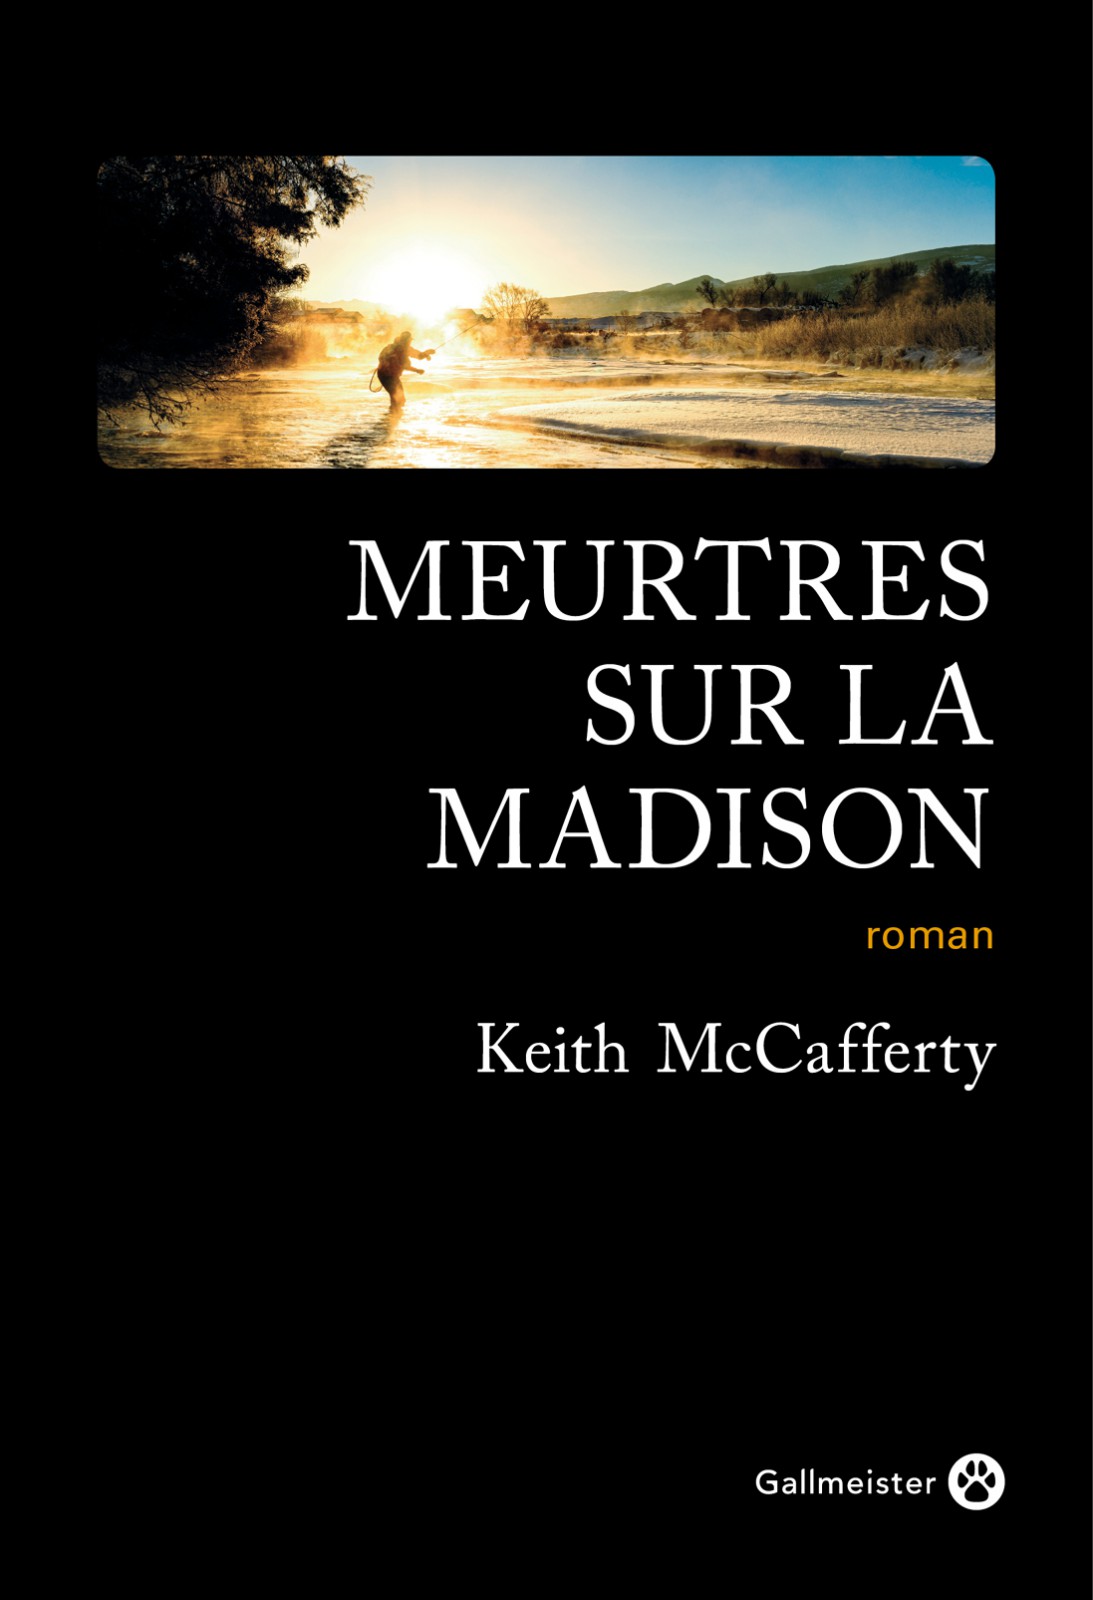 MEURTRES
SUR LA
MADISON
roman
Keith McCafferty
Gallmeister